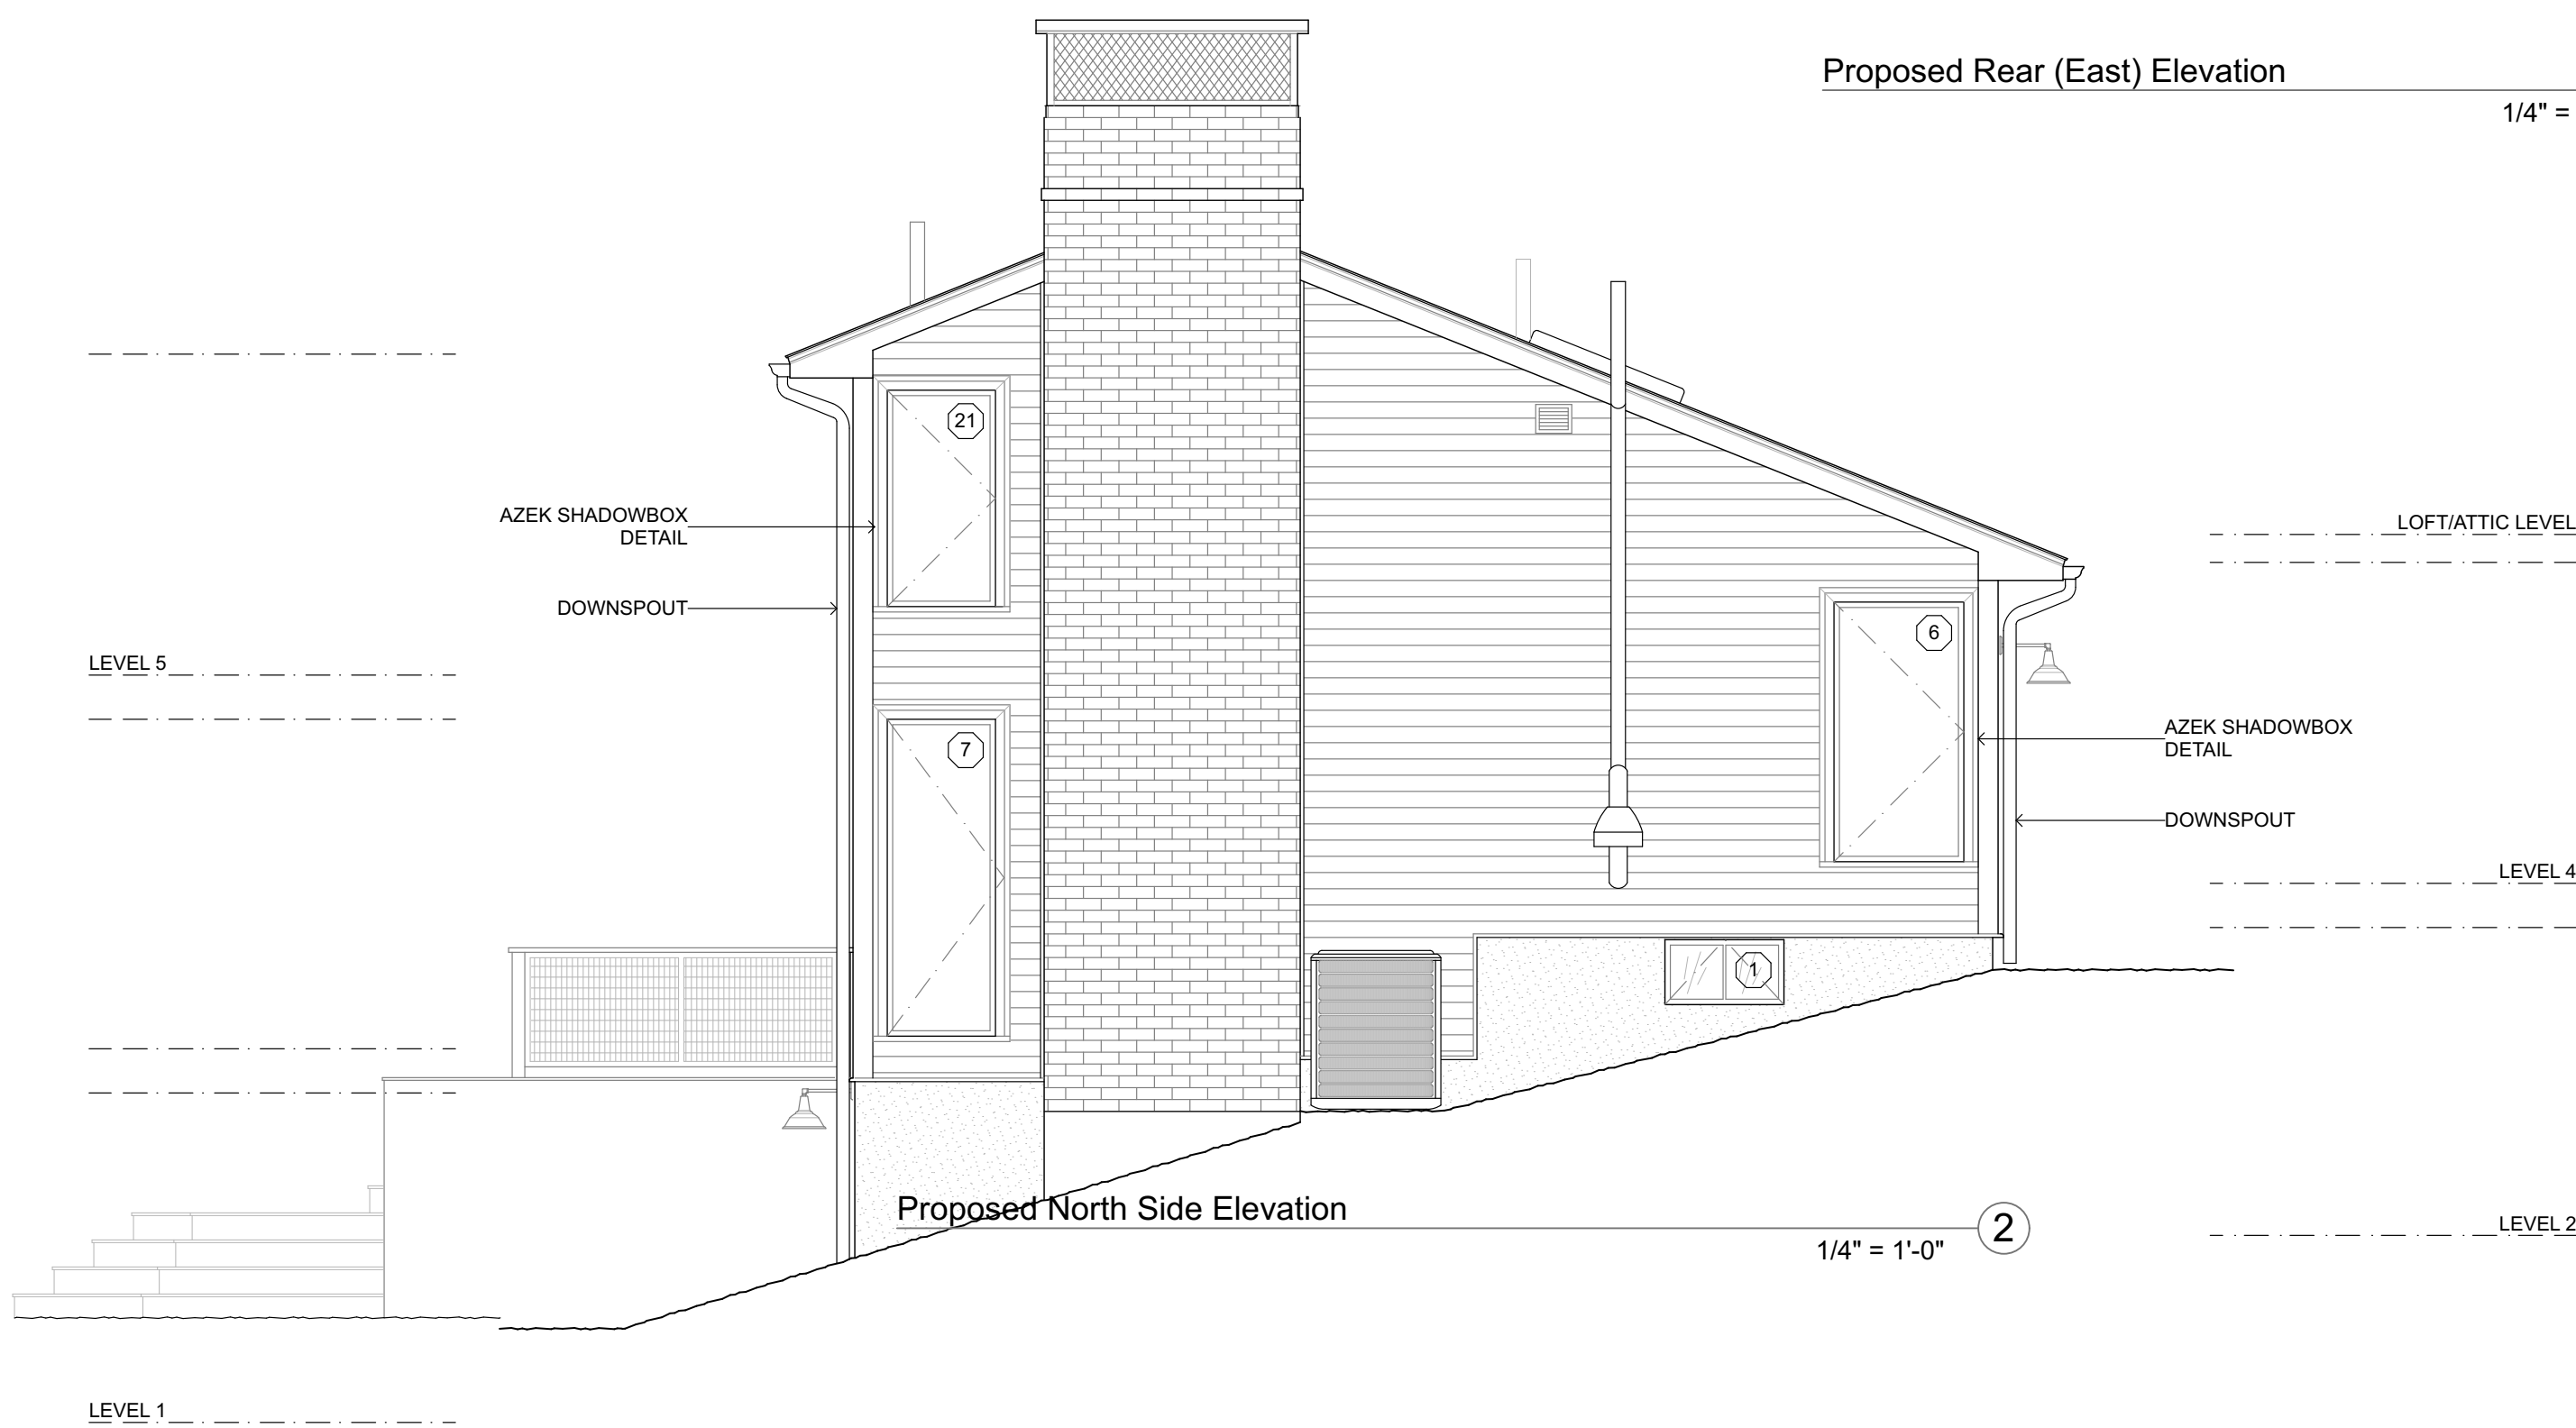 Proposed Rear (East) Elevation
1/4" =
21
AZEK SHADOWBOX
DETAIL
LOFT/ATTIC LEVEL
DOWNSPOUT
6
LEVEL 5
AZEK SHADOWBOX
DETAIL
7
DOWNSPOUT
LEVEL 4
1
Proposed North Side Elevation
2
1/4" = 1'-0"
LEVEL 2
LEVEL 1